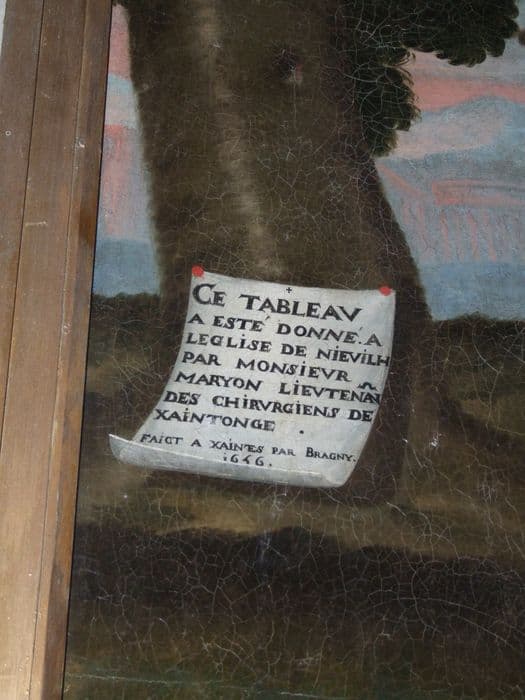 CE TABLEAV
A ESTÉ DONNÉ. A
LEGLISE DE NIEVILH
PAR MONSIEVR
MARYON LIEVTENAN
DES CHIRVRGIENS DE
XAINTONGE .
FAICT A XAINTES PAR BRAGNY.
1646.